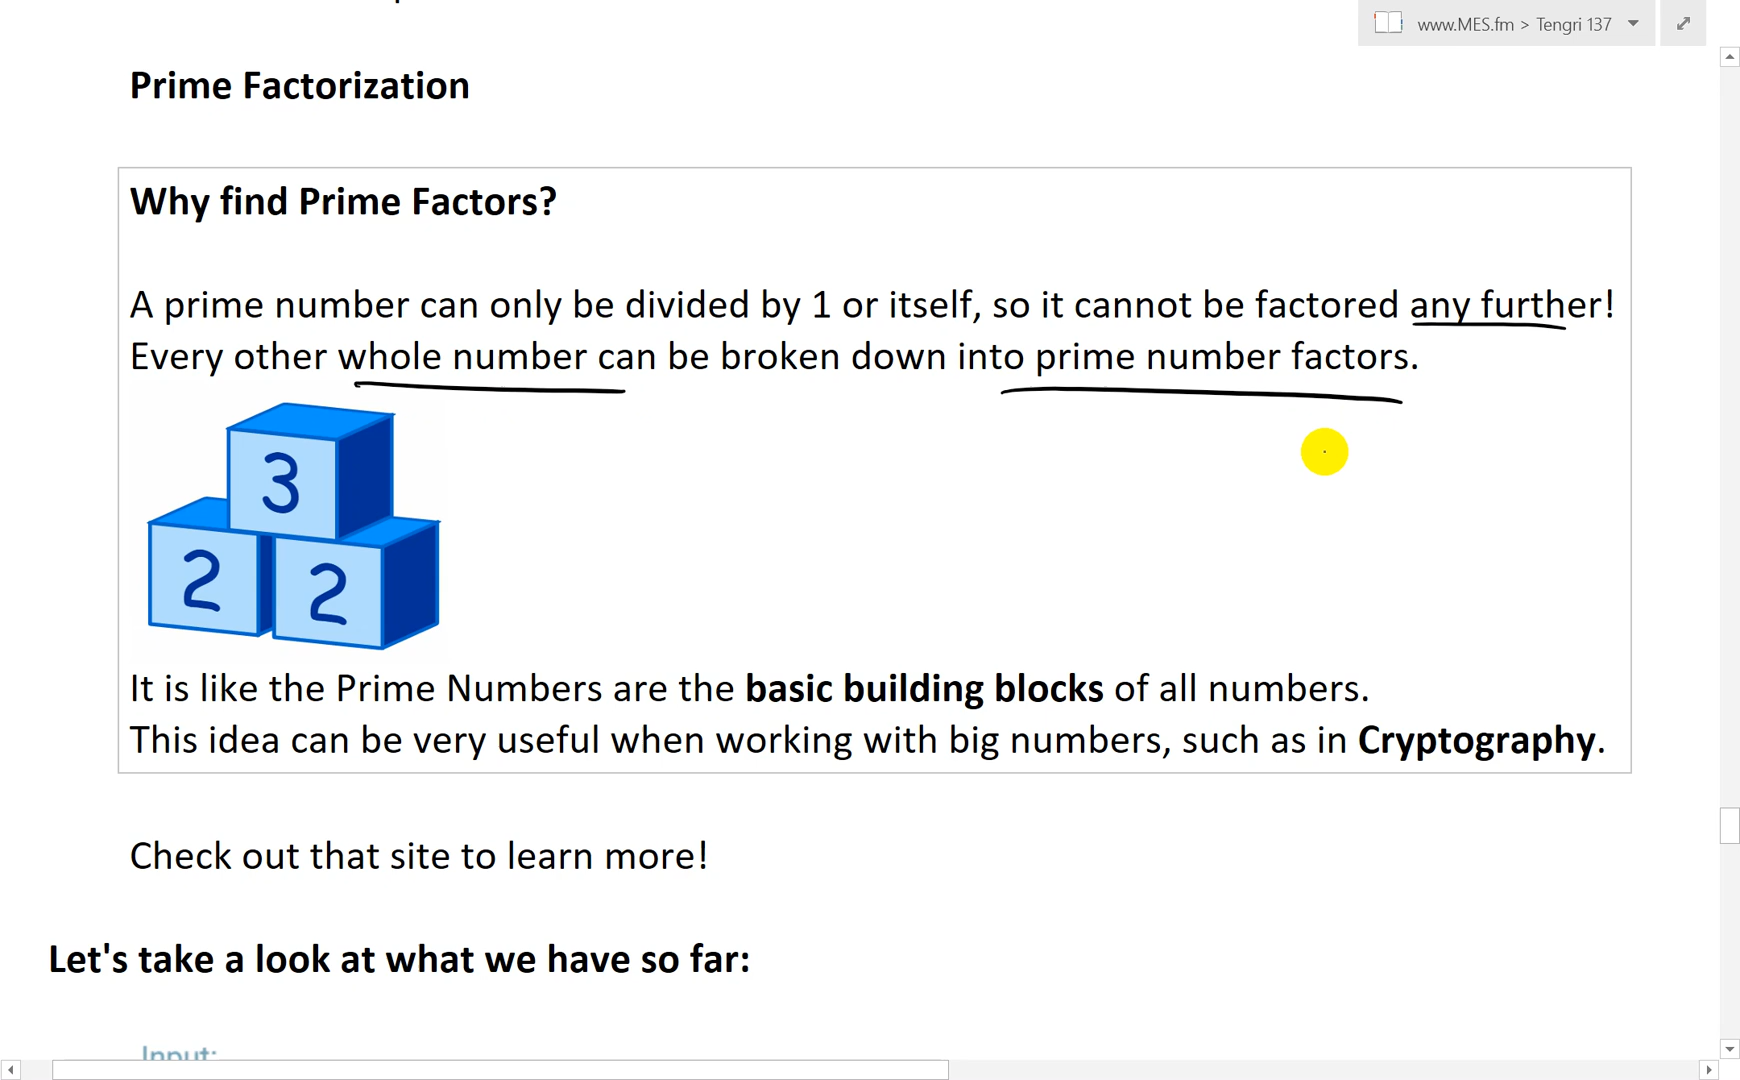 www.MES.fm > Tengri 137
Prime Factorization
Why find Prime Factors?
A prime number can only be divided by 1 or itself, so it cannot be factored any further!
Every other whole number can be broken down into prime number factors.
3
2 2
It is like the Prime Numbers are the basic building blocks of all numbers.
This idea can be very useful when working with big numbers, such as in Cryptography.
Check out that site to learn more!
Let's take a look at what we have so far:
Input: